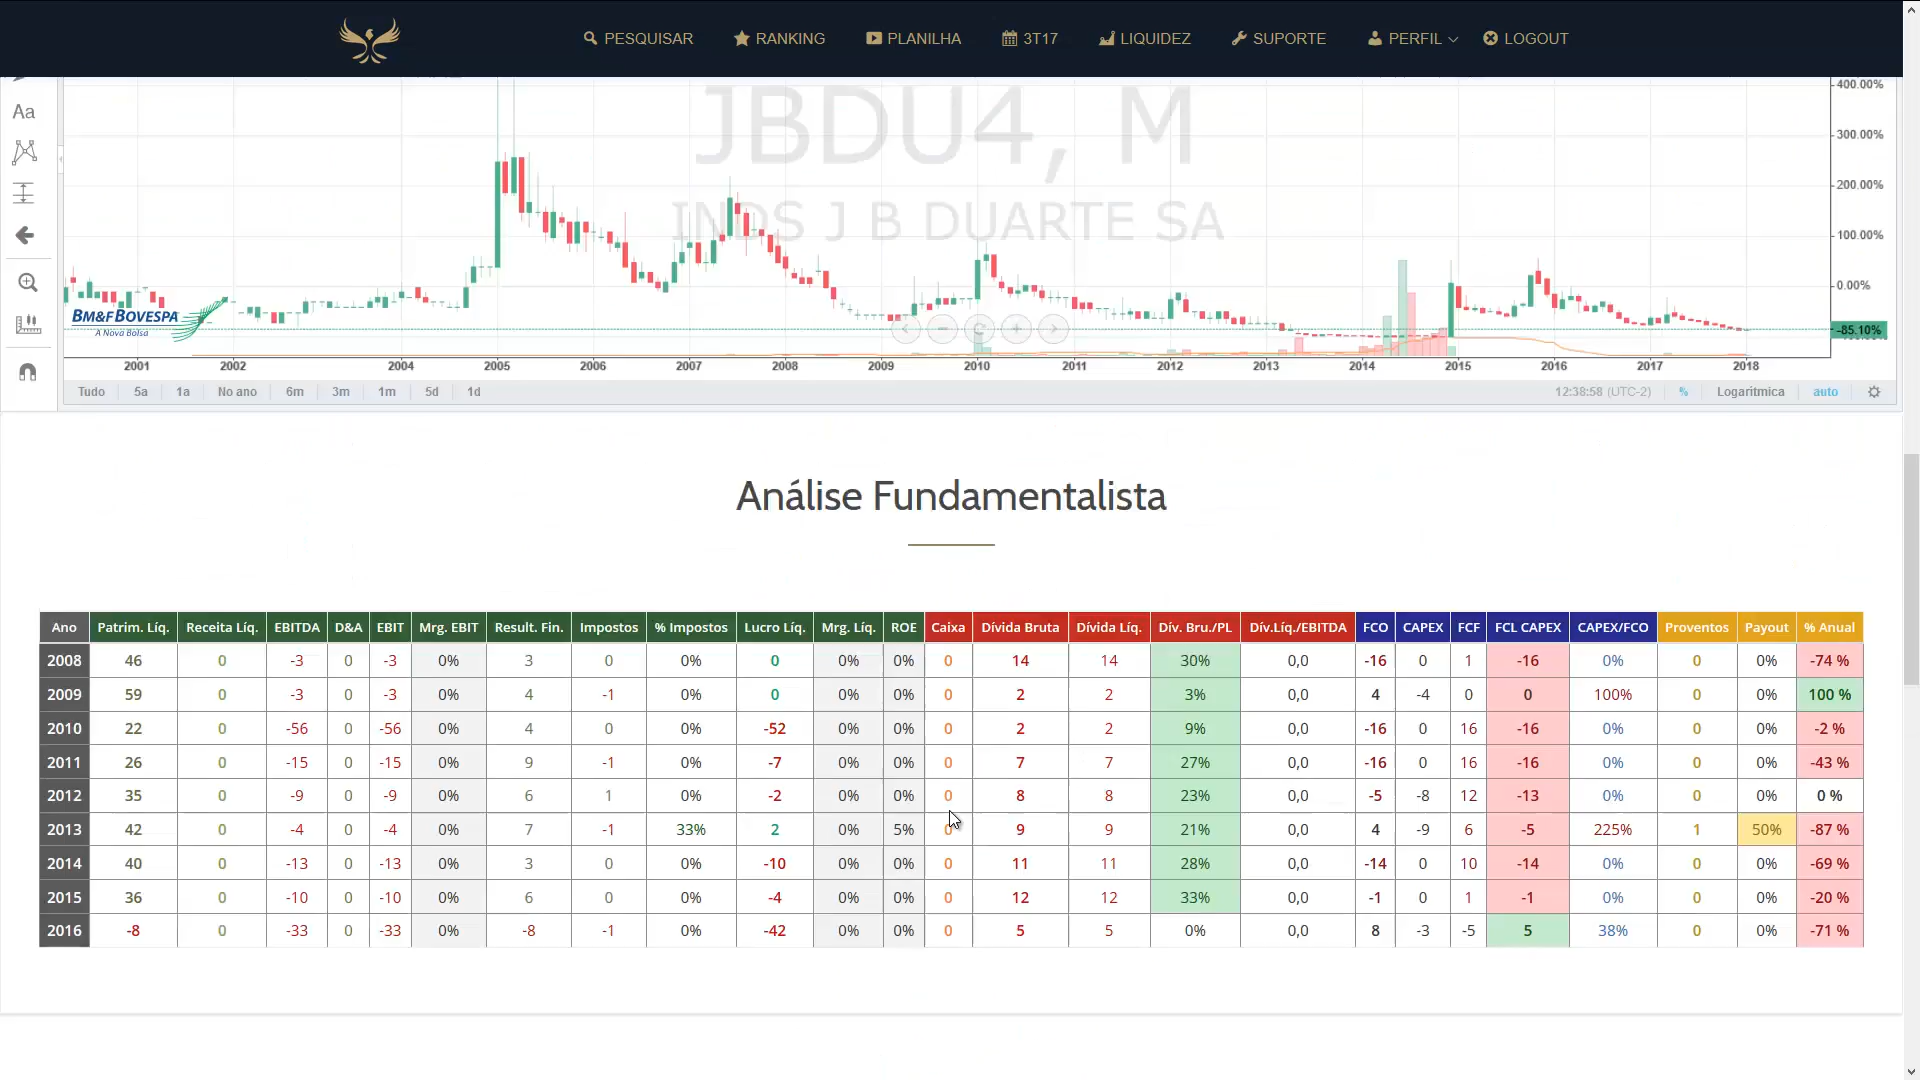 PESQUISAR RANKING PLANILHA 3T17 LIQUIDEZ SUPORTE PERFIL LOGOUT
Aa
JBDU4, M
INDS J B DUARTE SA
400.00%
300.00%
200.00%
100.00%
0.00%
-85.10%
BM&FBOVESPA
A Nova Bolsa
2001 2002 2004 2005 2006 2007 2008 2009 2010 2011 2012 2013 2014 2015 2016 2017 2018
Tudo 5a 1a No ano 6m 3m 1m 5d 1d 12:38:58 (UTC-2) % Logarítmica auto
Análise Fundamentalista
Ano Patrim. Líq. Receita Líq. EBITDA D&A EBIT Mrg. EBIT Result. Fin. Impostos % Impostos Lucro Líq. Mrg. Líq. ROE Caixa Dívida Bruta Dívida Líq. Dív. Bru./PL Dív.Líq./EBITDA FCO CAPEX FCF FCL CAPEX CAPEX/FCO Proventos Payout % Anual
2008 46 0 -3 0 -3 0% 3 0 0% 0 0% 0% 0 14 14 30% 0,0 -16 0 1 -16 0% 0 0% -74 %
2009 59 0 -3 0 -3 0% 4 -1 0% 0 0% 0% 0 2 2 3% 0,0 4 -4 0 0 100% 0 0% 100 %
2010 22 0 -56 0 -56 0% 4 0 0% -52 0% 0% 0 2 2 9% 0,0 -16 0 16 -16 0% 0 0% -2 %
2011 26 0 -15 0 -15 0% 9 -1 0% -7 0% 0% 0 7 7 27% 0,0 -16 0 16 -16 0% 0 0% -43 %
2012 35 0 -9 0 -9 0% 6 1 0% -2 0% 0% 0 8 8 23% 0,0 -5 -8 12 -13 0% 0 0% 0 %
2013 42 0 -4 0 -4 0% 7 -1 33% 2 0% 5% 0 9 9 21% 0,0 4 -9 6 -5 225% 1 50% -87 %
2014 40 0 -13 0 -13 0% 3 0 0% -10 0% 0% 0 11 11 28% 0,0 -14 0 10 -14 0% 0 0% -69 %
2015 36 0 -10 0 -10 0% 6 0 0% -4 0% 0% 0 12 12 33% 0,0 -1 0 1 -1 0% 0 0% -20 %
2016 -8 0 -33 0 -33 0% -8 -1 0% -42 0% 0% 0 5 5 0% 0,0 8 -3 -5 5 38% 0 0% -71 %